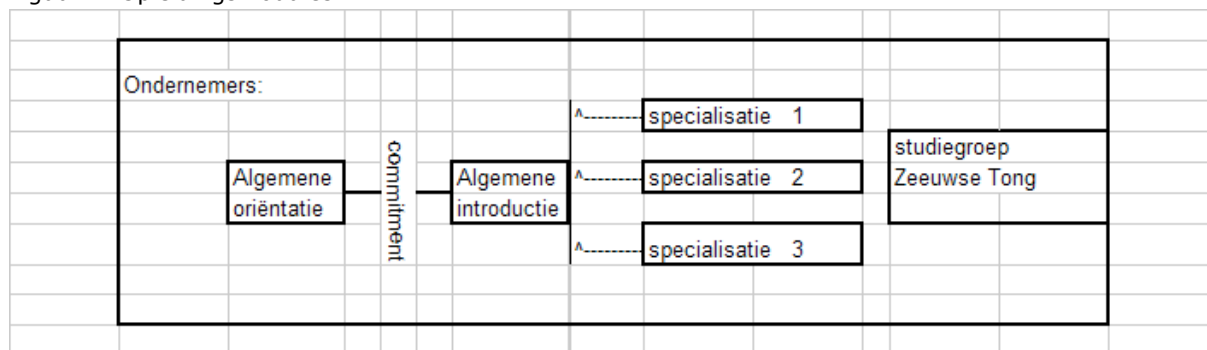 Ondernemers:
Algemene
oriëntatie
commitment
Algemene
introductie
^--------- specialisatie 1
^--------- specialisatie 2
^--------- specialisatie 3
studiegroep
Zeeuwse Tong